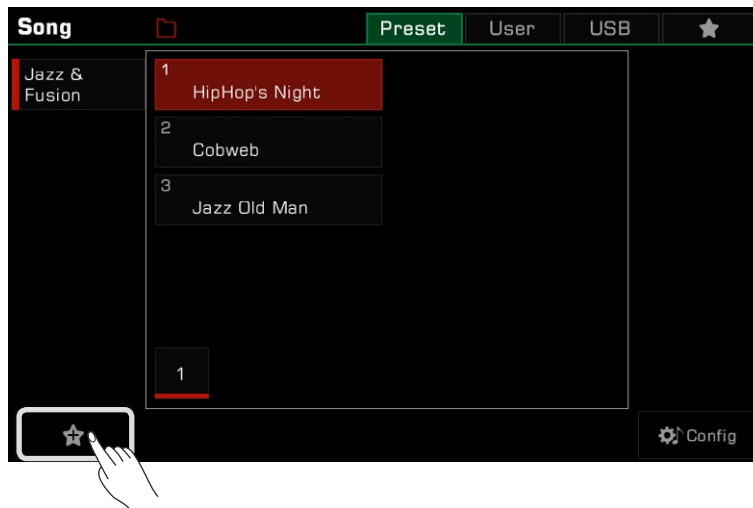 Song
Preset
User
USB
Jazz &
Fusion
1
HipHop's Night
2
Cobweb
3
Jazz Old Man
1
Config